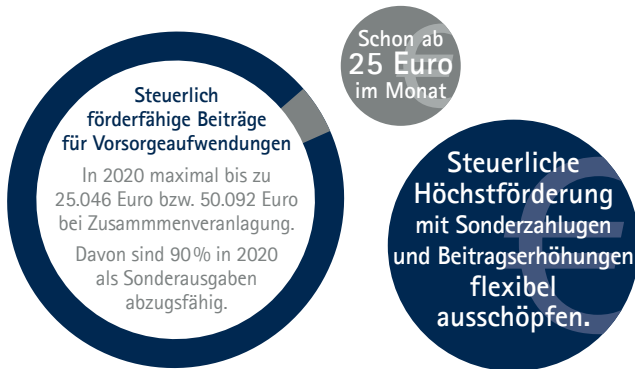 Steuerlich
förderfähige Beiträge
für Vorsorgeaufwendungen
In 2020 maximal bis zu
25.046 Euro bzw. 50.092 Euro
bei Zusammmenveranlagung.
Davon sind 90% in 2020
als Sonderausgaben
abzugsfähig.
€
Schon ab
25 Euro
im Monat
€
Steuerliche
Höchstförderung
mit Sonderzahlugen
und Beitragserhöhungen
flexibel
ausschöpfen.